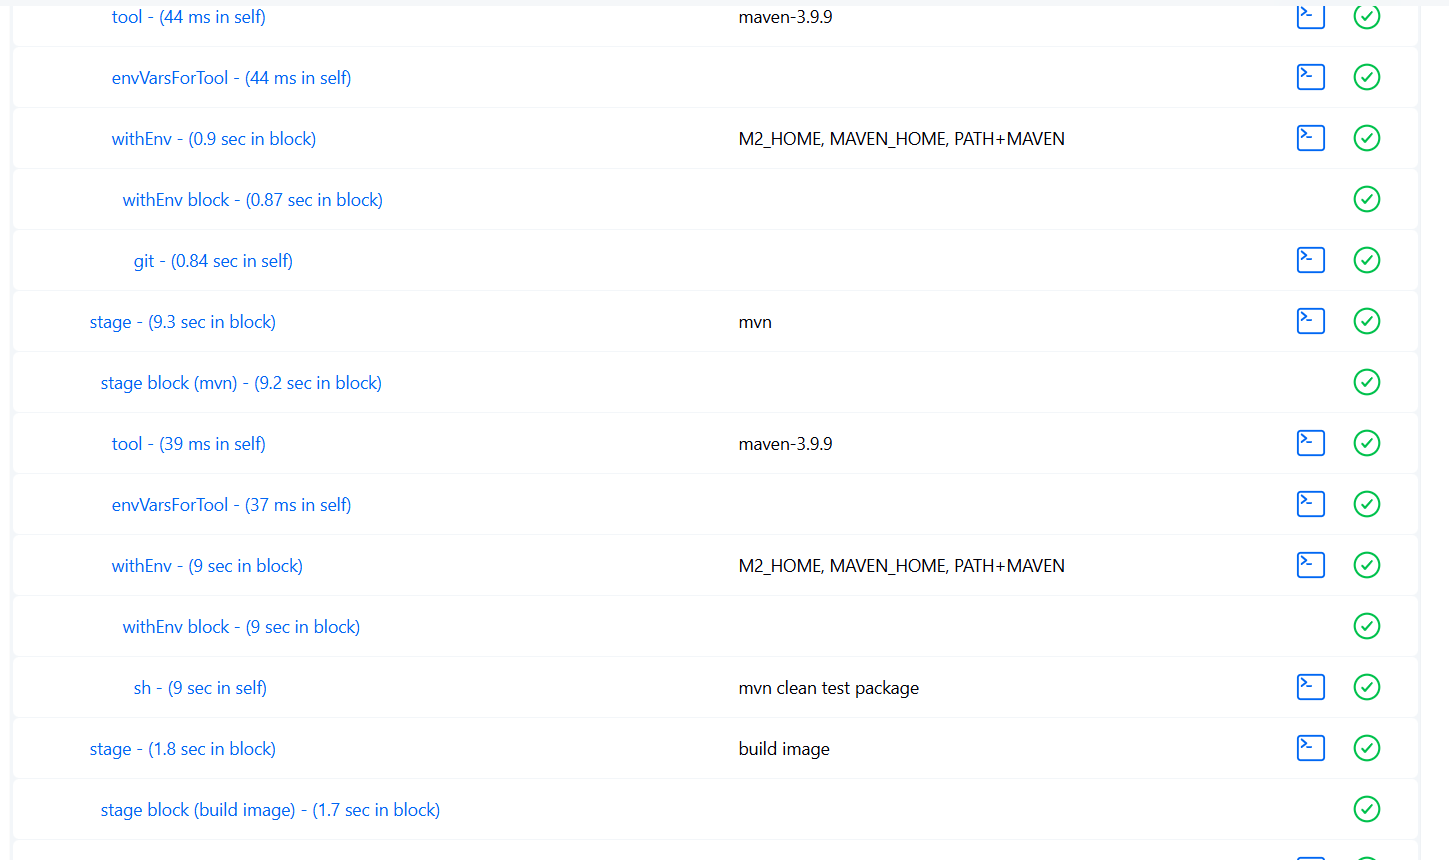 tool - (44 ms in self) maven-3.9.9
envVarsForTool - (44 ms in self)
withEnv - (0.9 sec in block) M2_HOME, MAVEN_HOME, PATH+MAVEN
withEnv block - (0.87 sec in block)
git - (0.84 sec in self)
stage - (9.3 sec in block) mvn
stage block (mvn) - (9.2 sec in block)
tool - (39 ms in self) maven-3.9.9
envVarsForTool - (37 ms in self)
withEnv - (9 sec in block) M2_HOME, MAVEN_HOME, PATH+MAVEN
withEnv block - (9 sec in block)
sh - (9 sec in self) mvn clean test package
stage - (1.8 sec in block) build image
stage block (build image) - (1.7 sec in block)